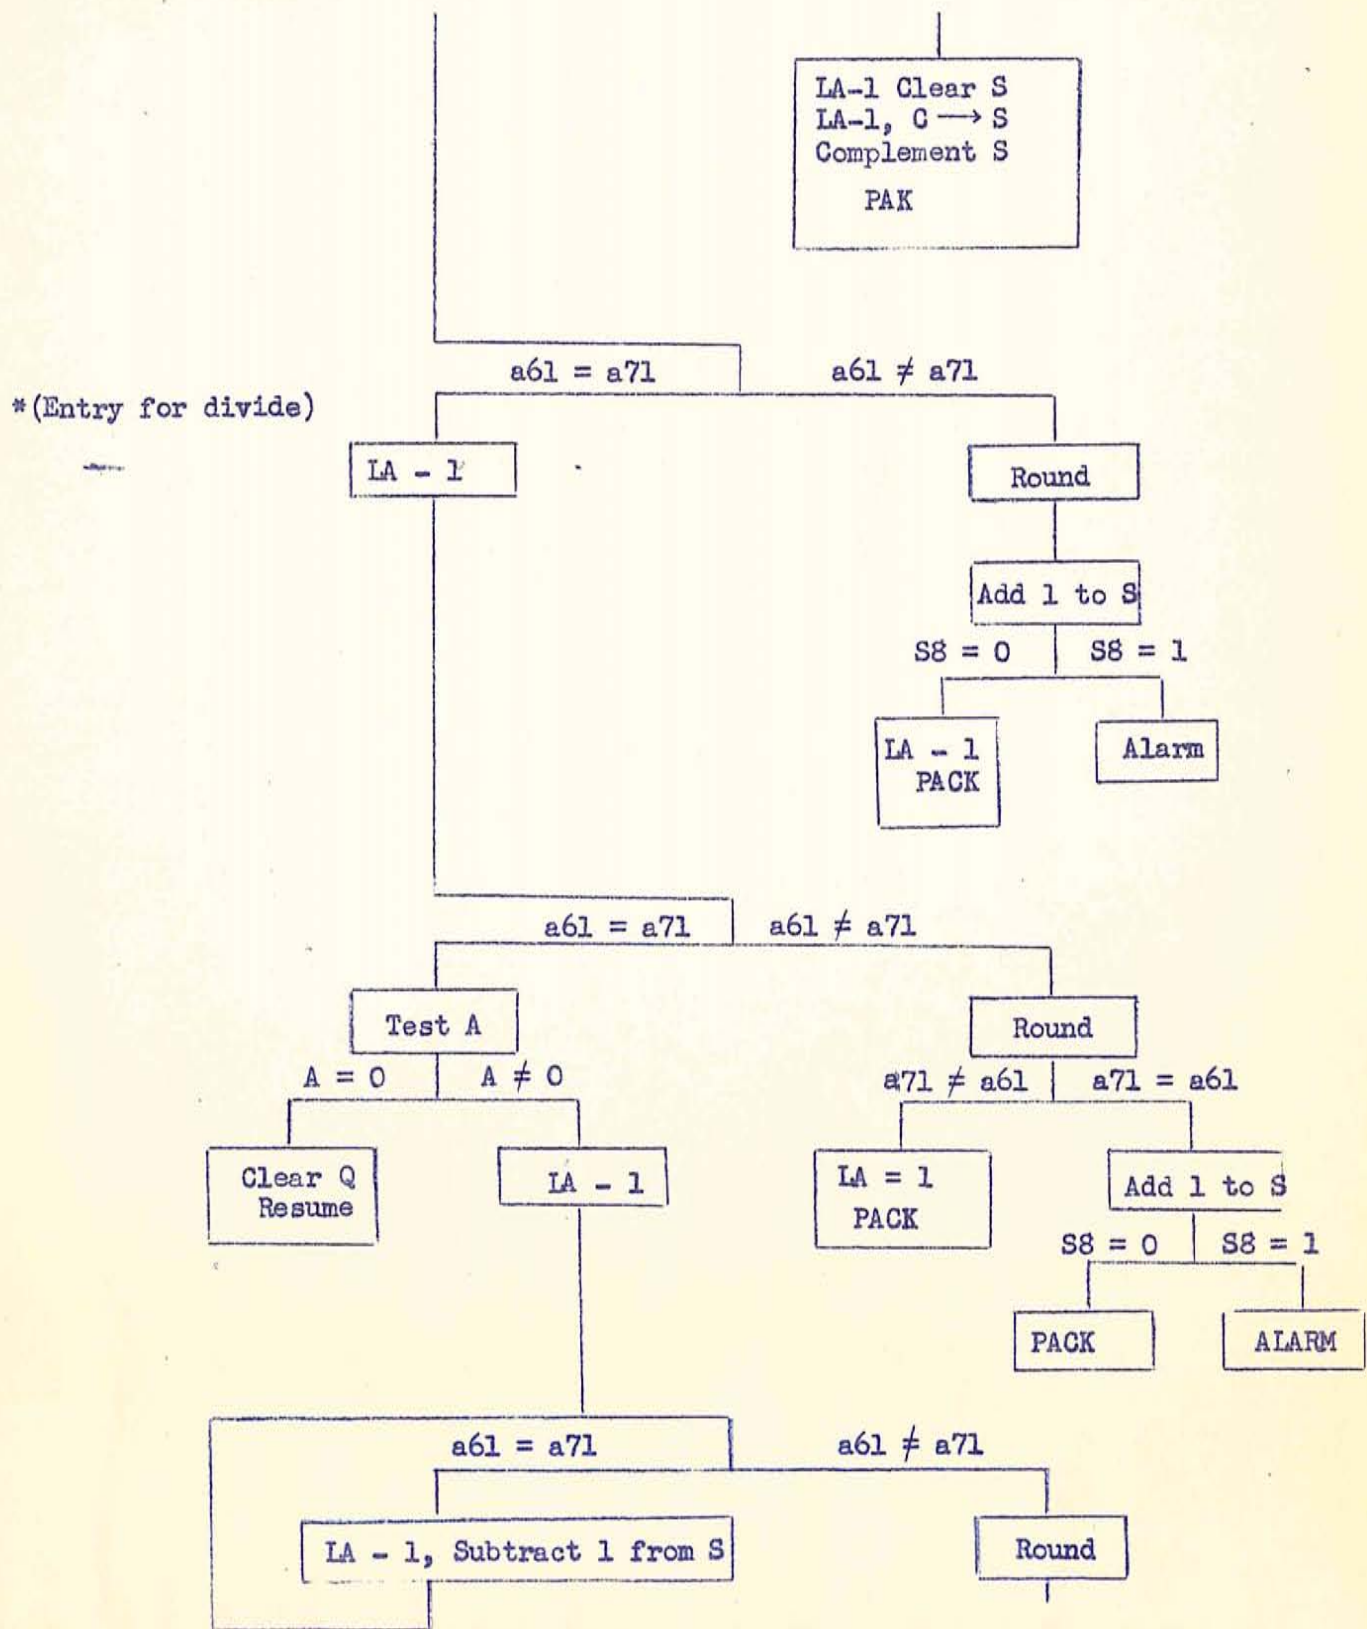 LA-1 Clear S
LA-1, C → S
Complement S
PAK
a61 = a71
a61 ≠ a71
*(Entry for divide)
LA - 1
Round
Add 1 to S
S8 = 0
S8 = 1
LA - 1
PACK
Alarm
a61 = a71
a61 ≠ a71
Test A
Round
A = 0
A ≠ 0
a71 ≠ a61
a71 = a61
Clear Q
Resume
LA - 1
LA = 1
PACK
Add 1 to S
S8 = 0
S8 = 1
PACK
ALARM
a61 = a71
a61 ≠ a71
LA - 1, Subtract 1 from S
Round